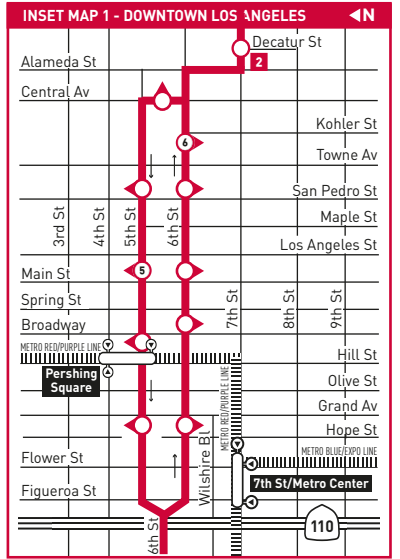 INSET MAP 1 - DOWNTOWN LOS ANGELES
N
Decatur St
2
Alameda St
Central Av
Kohler St
6
Towne Av
San Pedro St
Maple St
3rd St
4th St
5th St
6th St
Los Angeles St
Main St
5
Spring St
7th St
8th St
9th St
Broadway
METRO RED/PURPLE LINE
Hill St
Pershing
Square
Olive St
METRO RED/PURPLE LINE
Grand Av
Hope St
Wilshire Bl
METRO BLUE/EXPO LINE
Flower St
7th St/Metro Center
Figueroa St
110
6th St